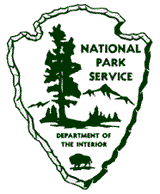 NATIONAL
PARK
SERVICE
DEPARTMENT
OF THE INTERIOR